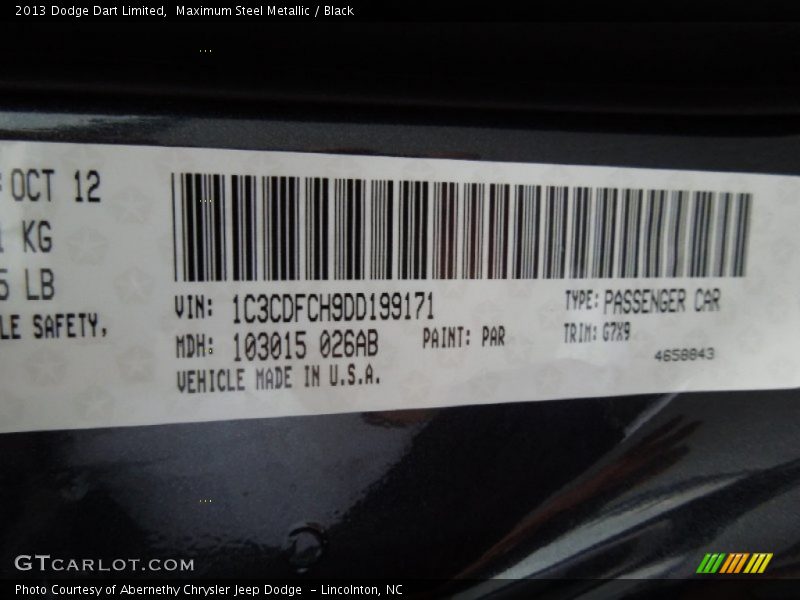 2013 Dodge Dart Limited,  Maximum Steel Metallic / Black
OCT 12
KG
LB
SAFETY,
VIN: 1C3CDFCH9DD199171
TYPE: PASSENGER CAR
MDH: 103015 026AB
PAINT: PAR
TRIM: G7X9
4658843
VEHICLE MADE IN U.S.A.
GTCARLOT.COM
Photo Courtesy of Abernethy Chrysler Jeep Dodge  - Lincolnton, NC